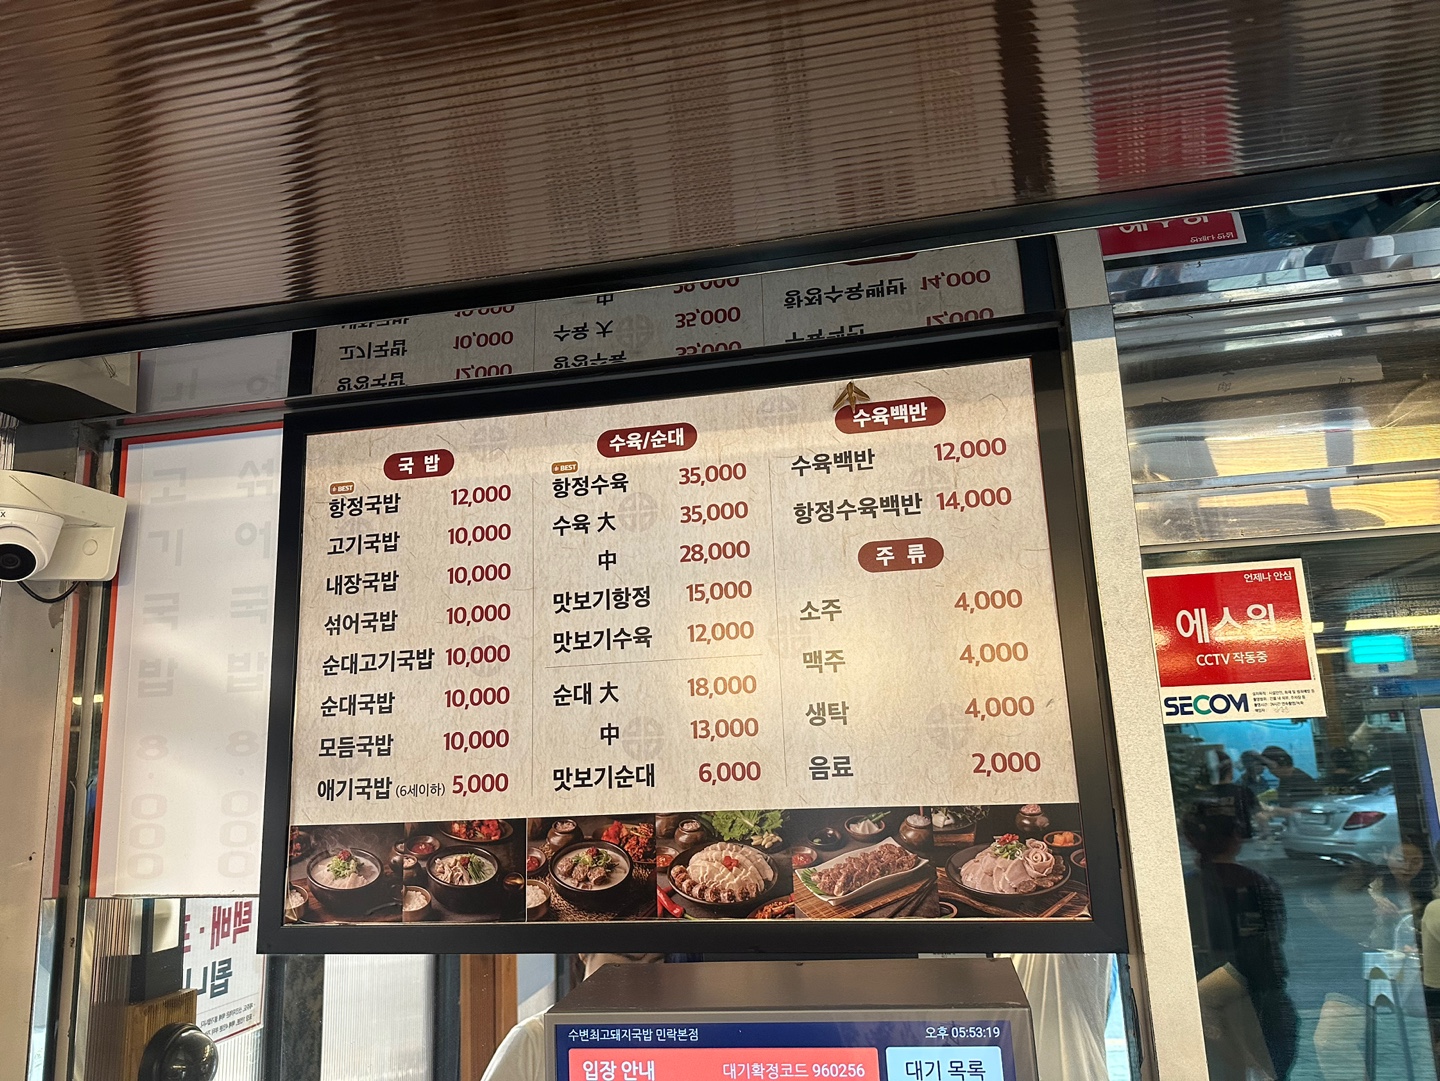 국 밥
BEST
항정국밥 12,000
고기국밥 10,000
내장국밥 10,000
섞어국밥 10,000
순대고기국밥 10,000
순대국밥 10,000
모듬국밥 10,000
애기국밥 (6세이하) 5,000
수육/순대
BEST
항정수육 35,000
수육 大 35,000
中 28,000
맛보기항정 15,000
맛보기수육 12,000
순대 大 18,000
中 13,000
맛보기순대 6,000
수육백반
수육백반 12,000
항정수육백반 14,000
주 류
소주 4,000
맥주 4,000
생탁 4,000
음료 2,000
언제나 안심
에스원
CCTV 작동중
SECOM
수변최고돼지국밥 민락본점
오후 05:53:19
입장 안내
대기확정코드 960256
대기 목록